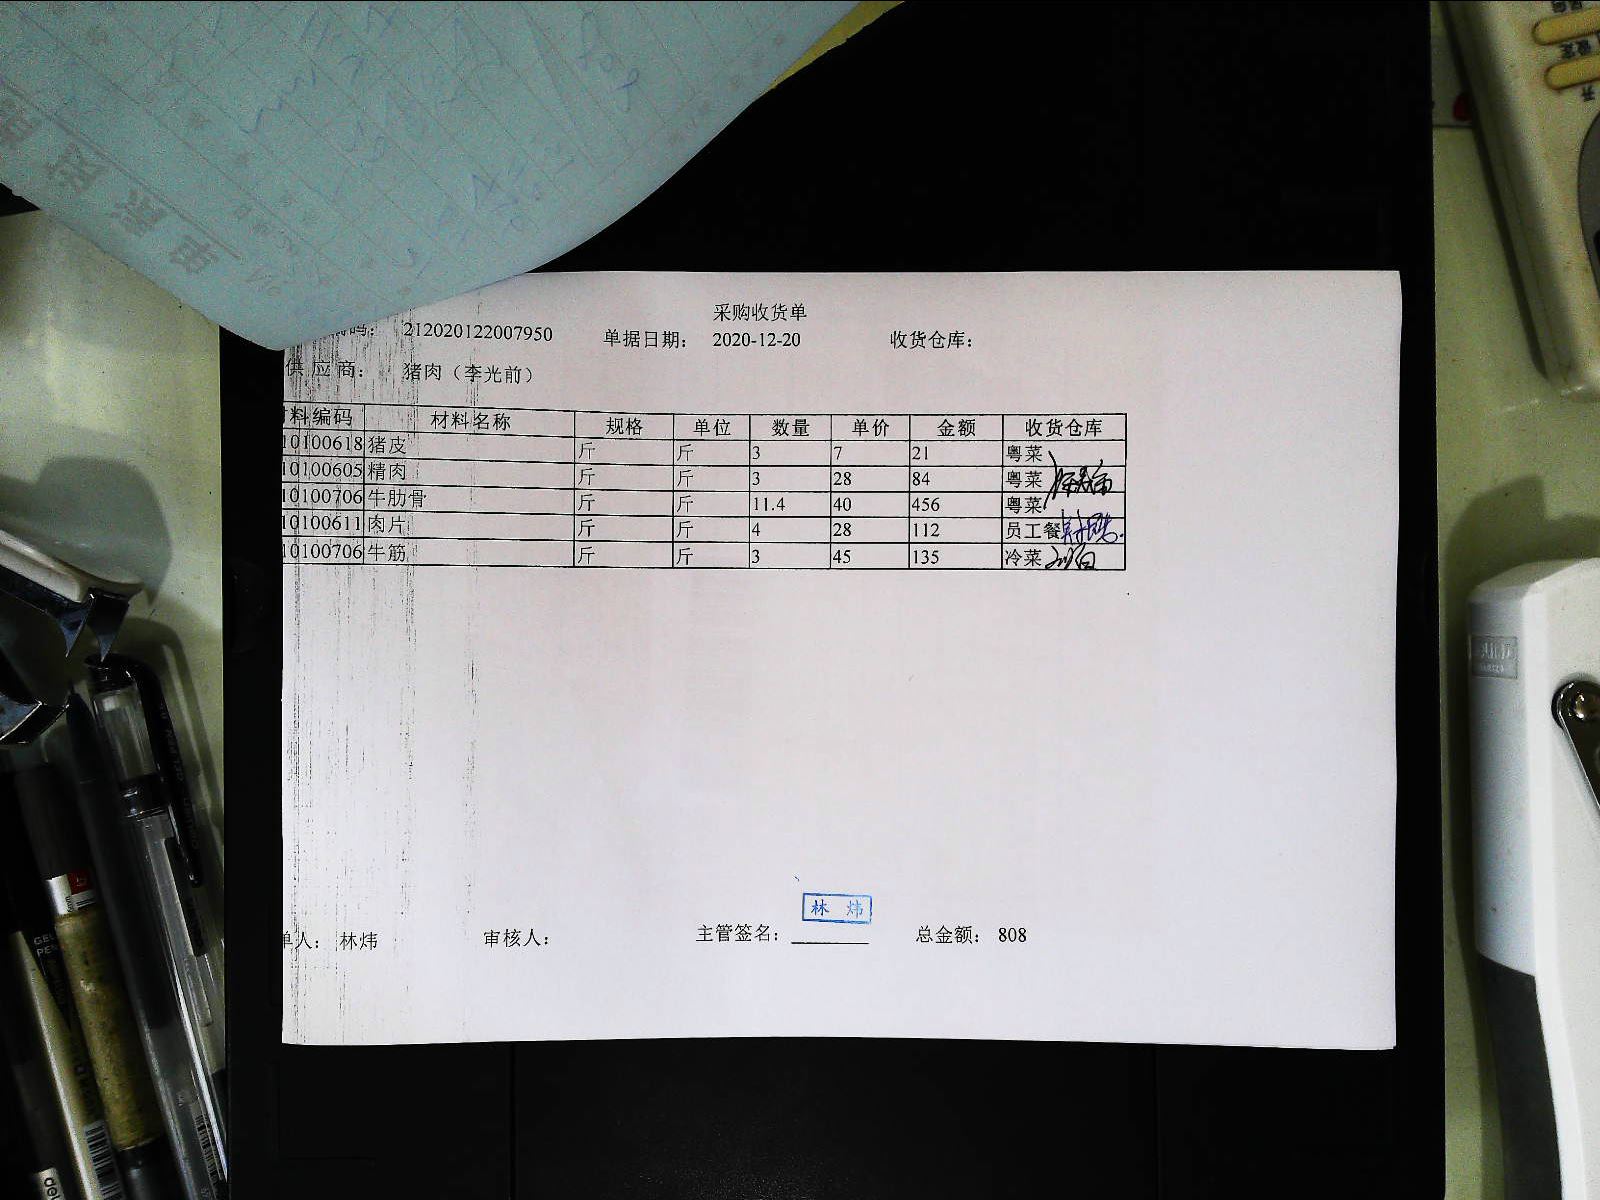 采购收货单
码： 212020122007950 单据日期： 2020-12-20 收货仓库：
供应商： 猪肉（李光前）
料编码 材料名称 规格 单位 数量 单价 金额 收货仓库
10100618 猪皮 斤 斤 3 7 21 粤菜
10100605 精肉 斤 斤 3 28 84 粤菜
10100706 牛肋骨 斤 斤 11.4 40 456 粤菜
10100611 肉片 斤 斤 4 28 112 员工餐
10100706 牛筋 斤 斤 3 45 135 冷菜
林 炜
单人： 林炜 审核人： 主管签名： 总金额： 808